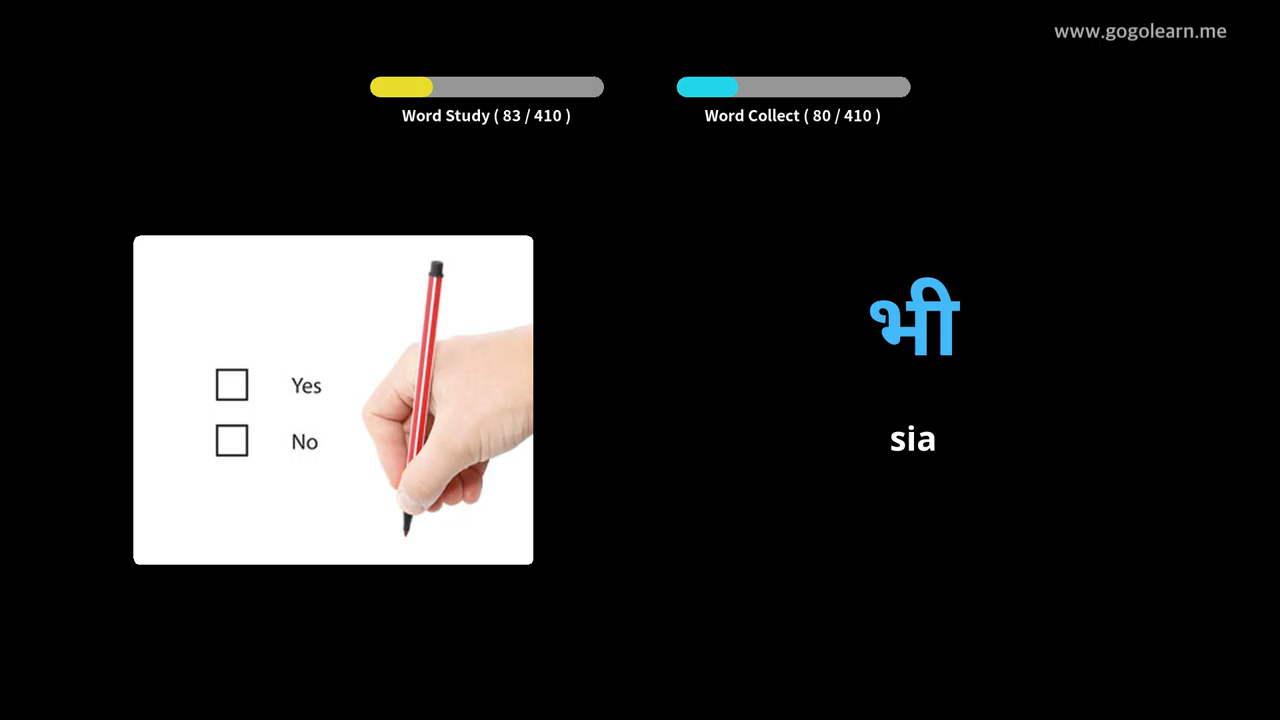 www.gogolearn.me
Word Study ( 83 / 410 )
Word Collect ( 80 / 410 )
Yes
No
भी
sia